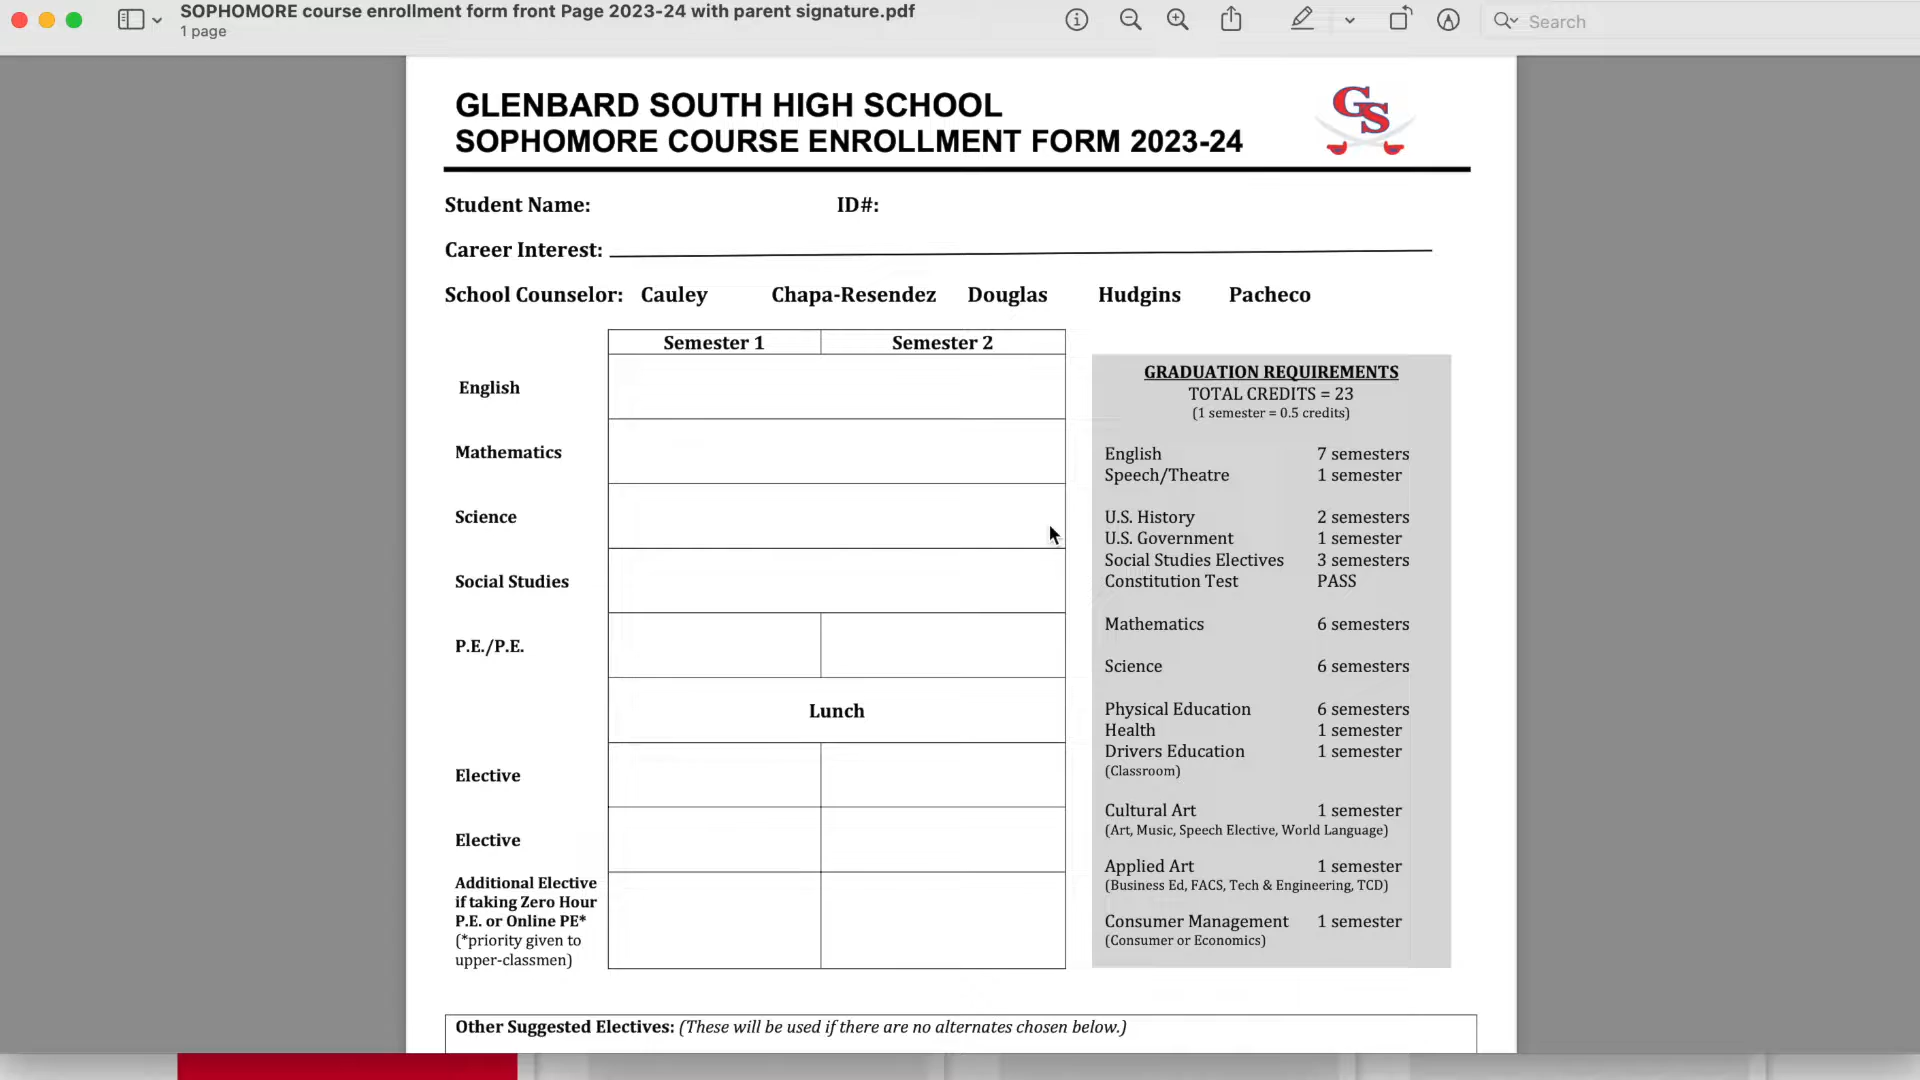 SOPHOMORE course enrollment form front Page 2023-24 with parent signature.pdf
1 page
Search
GLENBARD SOUTH HIGH SCHOOL
SOPHOMORE COURSE ENROLLMENT FORM 2023-24
GS
Student Name: ID#:
Career Interest:
School Counselor: Cauley Chapa-Resendez Douglas Hudgins Pacheco
Semester 1 Semester 2
English
Mathematics
Science
Social Studies
P.E./P.E.
Lunch
Elective
Elective
Additional Elective
if taking Zero Hour
P.E. or Online PE*
(*priority given to
upper-classmen)
GRADUATION REQUIREMENTS
TOTAL CREDITS = 23
(1 semester = 0.5 credits)
English 7 semesters
Speech/Theatre 1 semester
U.S. History 2 semesters
U.S. Government 1 semester
Social Studies Electives 3 semesters
Constitution Test PASS
Mathematics 6 semesters
Science 6 semesters
Physical Education 6 semesters
Health 1 semester
Drivers Education 1 semester
(Classroom)
Cultural Art 1 semester
(Art, Music, Speech Elective, World Language)
Applied Art 1 semester
(Business Ed, FACS, Tech & Engineering, TCD)
Consumer Management 1 semester
(Consumer or Economics)
Other Suggested Electives: (These will be used if there are no alternates chosen below.)